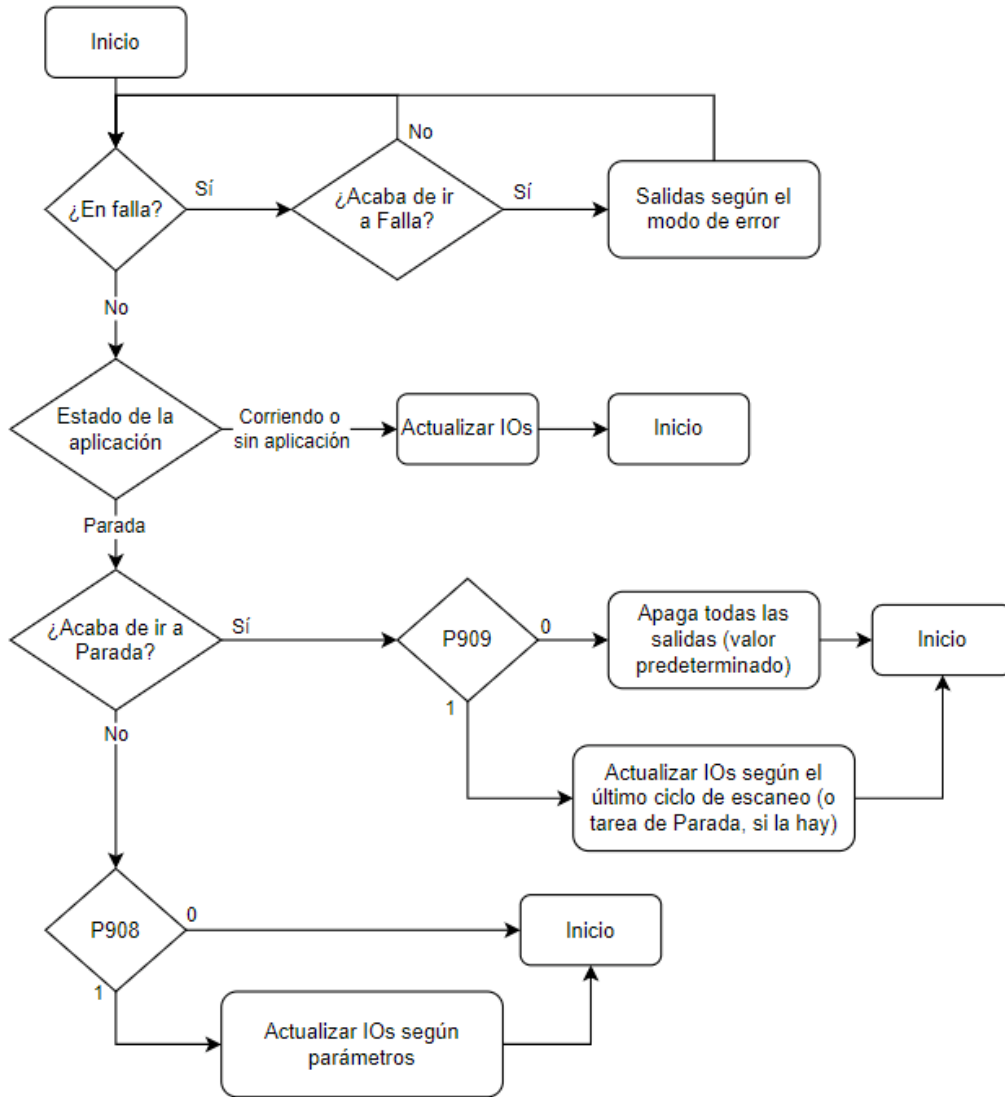 Inicio
No
¿En falla?
Sí
¿Acaba de ir
a Falla?
Sí
Salidas según el
modo de error
No
Estado de la
aplicación
Corriendo o
sin aplicación
Actualizar IOs
Inicio
Parada
¿Acaba de ir a
Parada?
Sí
P909
0
Apaga todas las
salidas (valor
predeterminado)
Inicio
1
No
Actualizar IOs según el
último ciclo de escaneo (o
tarea de Parada, si la hay)
P908
0
Inicio
1
Actualizar IOs según
parámetros